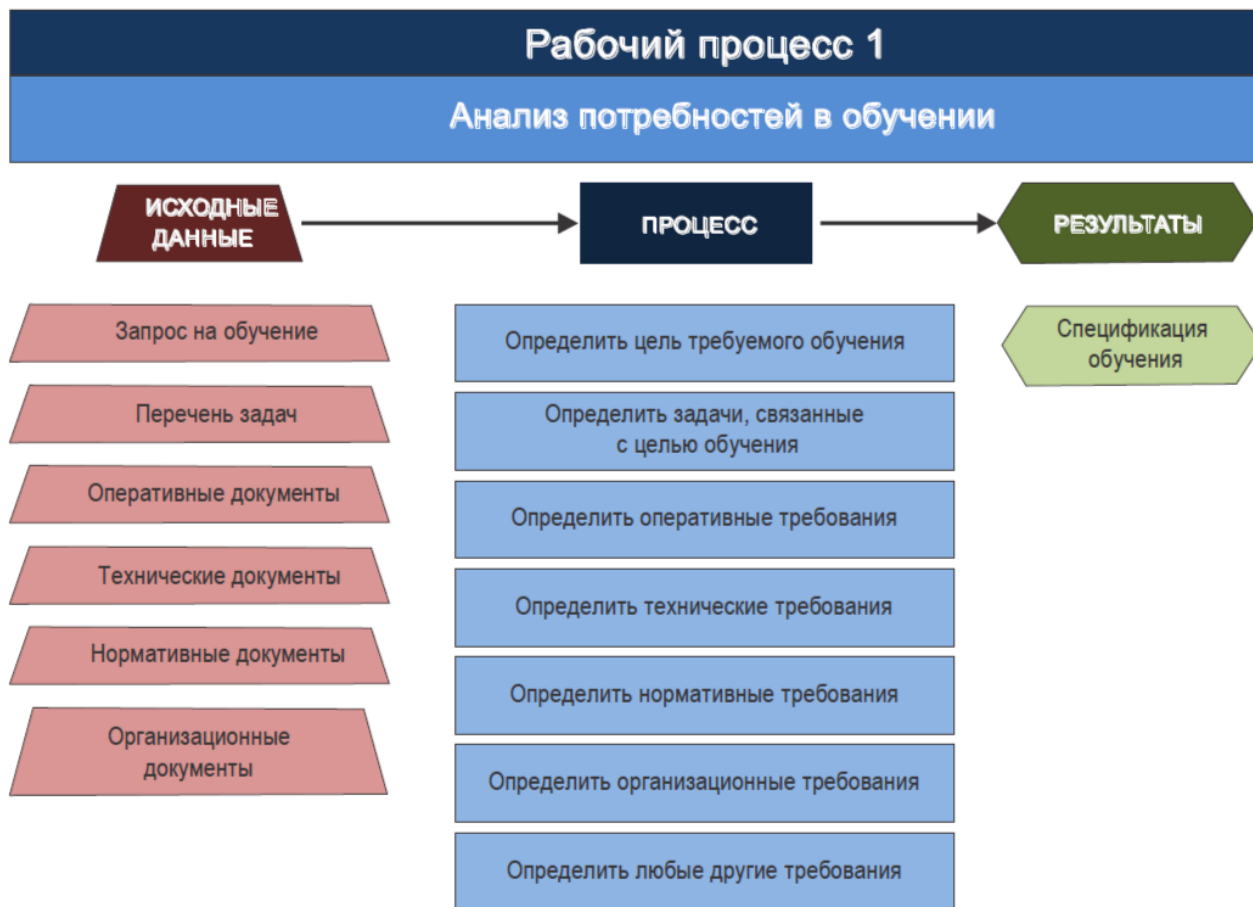 Рабочий процесс 1
Анализ потребностей в обучении
ИСХОДНЫЕ
ДАННЫЕ
ПРОЦЕСС
РЕЗУЛЬТАТЫ
Запрос на обучение
Перечень задач
Оперативные документы
Технические документы
Нормативные документы
Организационные
документы
Определить цель требуемого обучения
Определить задачи, связанные
с целью обучения
Определить оперативные требования
Определить технические требования
Определить нормативные требования
Определить организационные требования
Определить любые другие требования
Спецификация
обучения